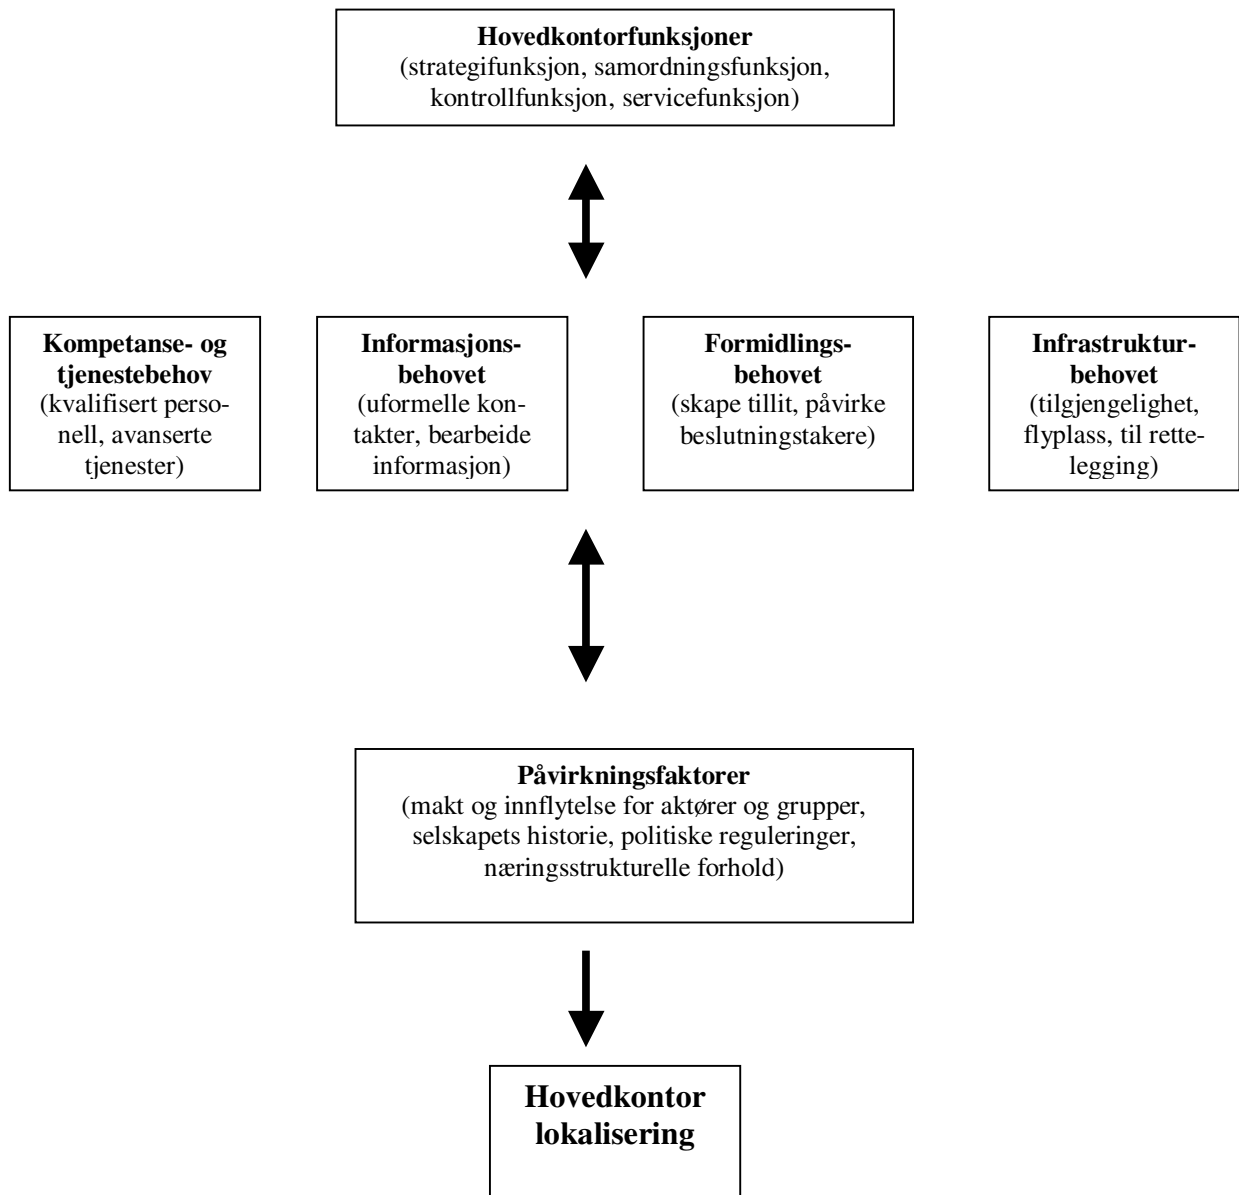 Hovedkontorfunksjoner
(strategifunksjon, samordningsfunksjon,
kontrollfunksjon, servicefunksjon)
Kompetanse- og
tjenestebehov
(kvalifisert perso-
nell, avanserte
tjenester)
Informasjons-
behovet
(uformelle kon-
takter, bearbeide
informasjon)
Formidlings-
behovet
(skape tillit, påvirke
beslutningstakere)
Infrastruktur-
behovet
(tilgjengelighet,
flyplass, til rette-
legging)
Påvirkningsfaktorer
(makt og innflytelse for aktører og grupper,
selskapets historie, politiske reguleringer,
næringsstrukturelle forhold)
Hovedkontor
lokalisering